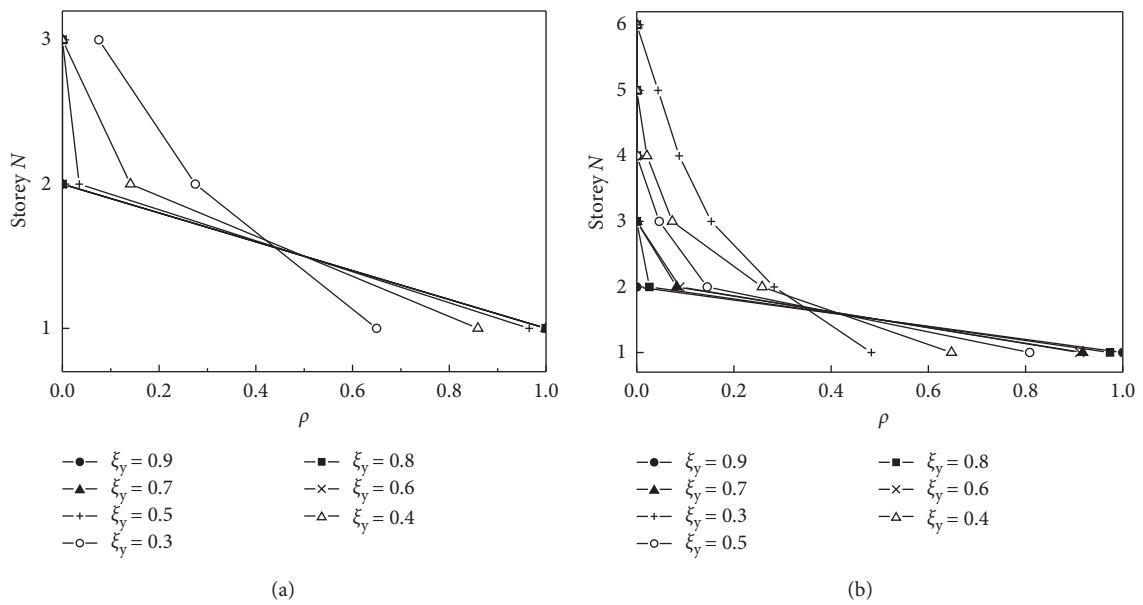 3
2
1
Storey N
0.0 0.2 0.4 0.6 0.8 1.0
ρ
ξy = 0.9
ξy = 0.8
ξy = 0.7
ξy = 0.6
ξy = 0.5
ξy = 0.4
ξy = 0.3
(a)
6
5
4
3
2
1
Storey N
0.0 0.2 0.4 0.6 0.8 1.0
ρ
ξy = 0.9
ξy = 0.8
ξy = 0.7
ξy = 0.6
ξy = 0.3
ξy = 0.4
ξy = 0.5
(b)